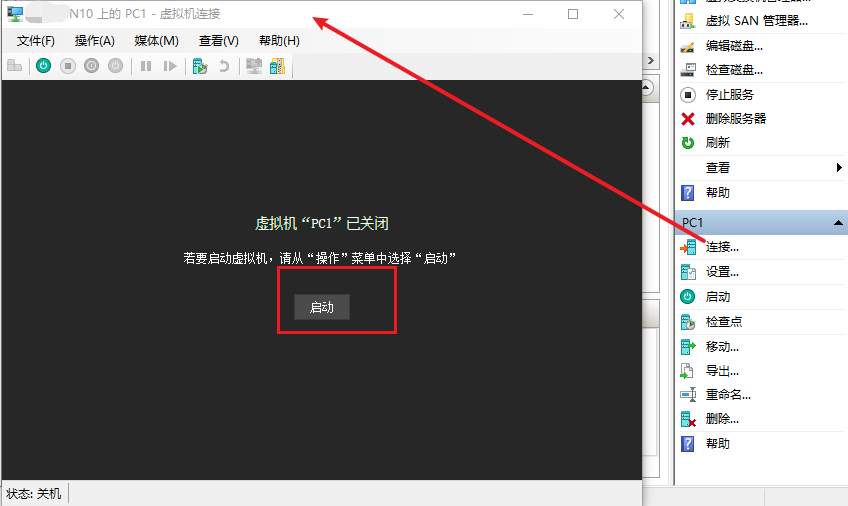 N10 上的 PC1 - 虚拟机连接
文件(F) 操作(A) 媒体(M) 查看(V) 帮助(H)
虚拟机“PC1”已关闭
若要启动虚拟机，请从“操作”菜单中选择“启动”
启动
状态: 关机
虚拟 SAN 管理器...
编辑磁盘...
检查磁盘...
停止服务
删除服务器
刷新
查看
帮助
PC1
连接...
设置...
启动
检查点
移动...
导出...
重命名...
删除...
帮助